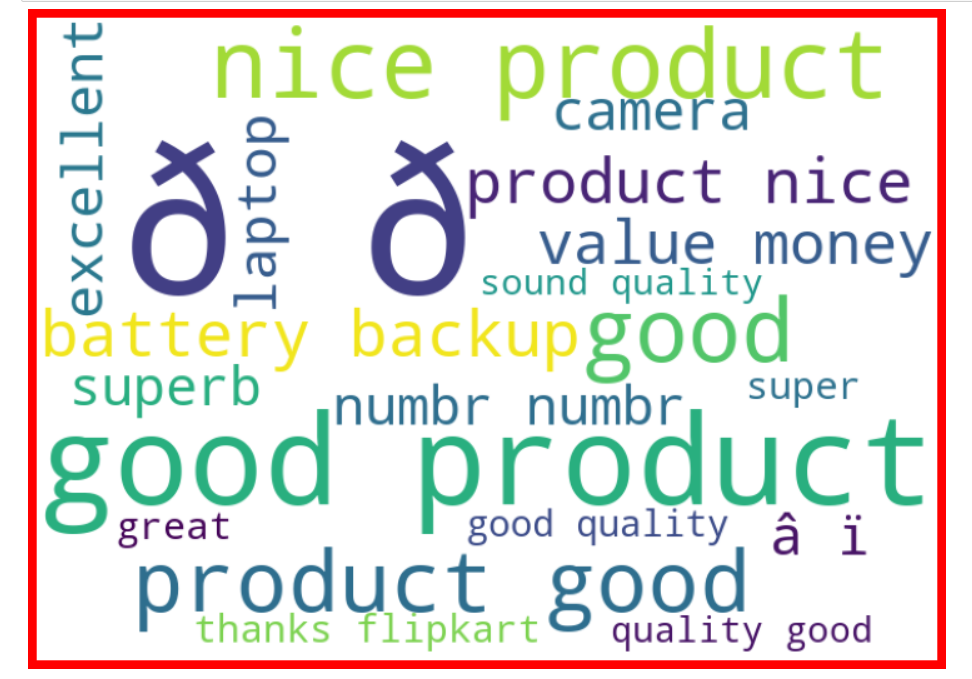 excellent
nice product
camera
laptop
ð ð
product nice
value money
sound quality
battery backup
good
superb
numbr numbr
super
good product
great
good quality
â ï
product good
thanks flipkart
quality good